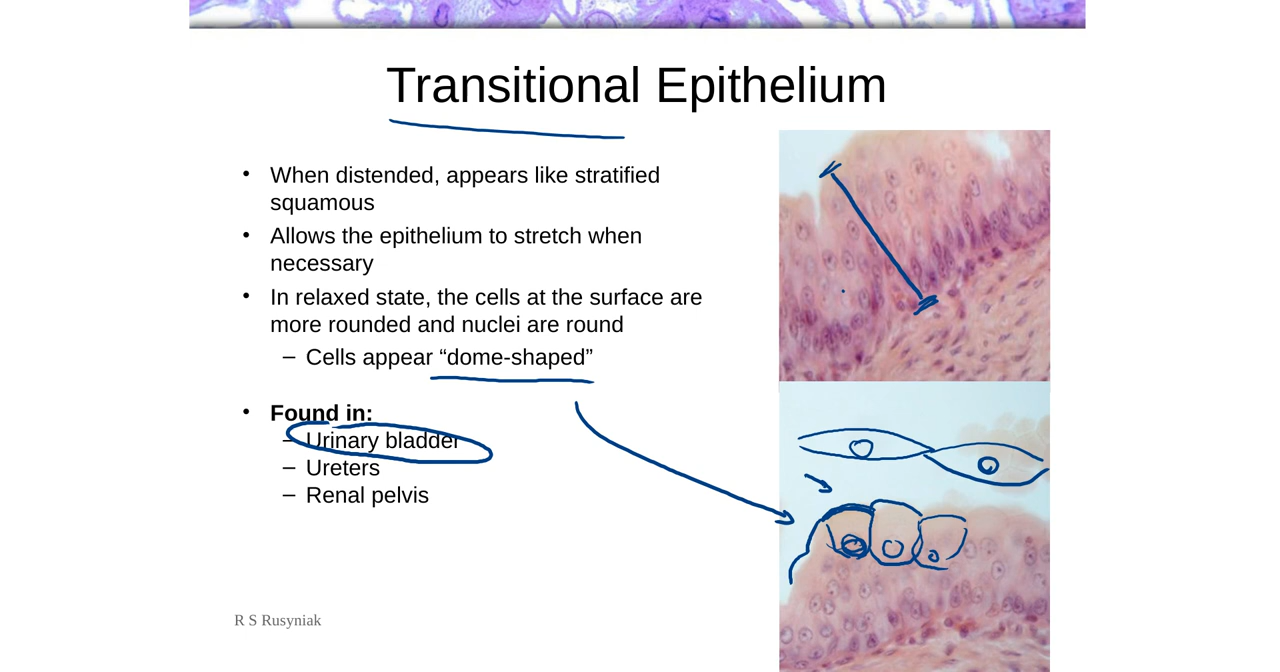 Transitional Epithelium
• When distended, appears like stratified
squamous
• Allows the epithelium to stretch when
necessary
• In relaxed state, the cells at the surface are
more rounded and nuclei are round
– Cells appear “dome-shaped”
• Found in:
– Urinary bladder
– Ureters
– Renal pelvis
R S Rusyniak